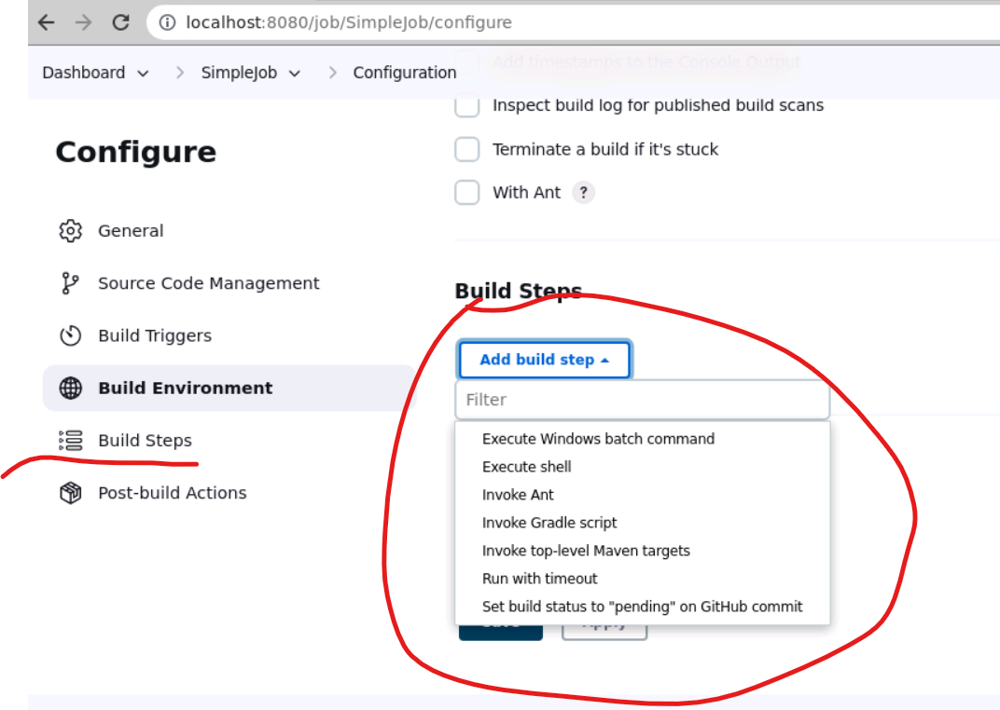 localhost:8080/job/SimpleJob/configure
Dashboard > SimpleJob > Configuration
Add timestamps to the Console Output
Inspect build log for published build scans
Configure
Terminate a build if it's stuck
With Ant ?
General
Source Code Management
Build Triggers
Build Environment
Build Steps
Post-build Actions
Build Steps
Add build step
Filter
Execute Windows batch command
Execute shell
Invoke Ant
Invoke Gradle script
Invoke top-level Maven targets
Run with timeout
Set build status to "pending" on GitHub commit
Save Apply